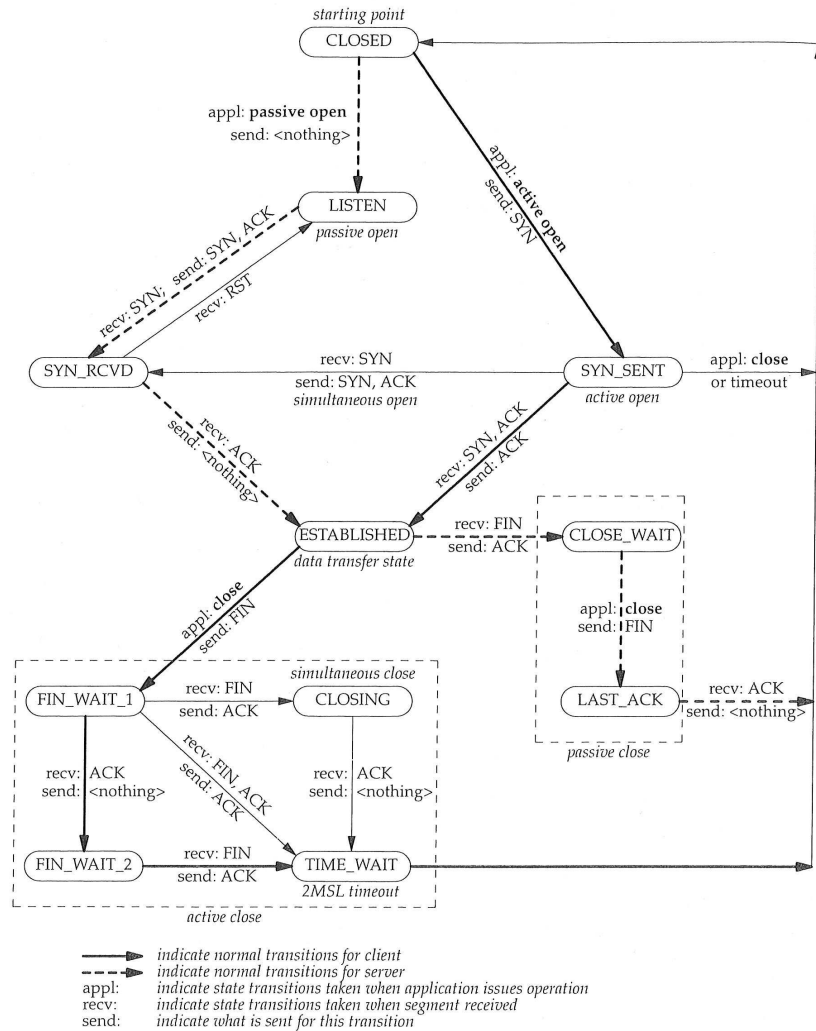 starting point
CLOSED
appl: passive open
send: <nothing>
appl: active open
send: SYN
LISTEN
passive open
recv: SYN; send: SYN, ACK
recv: RST
SYN_RCVD
recv: SYN
send: SYN, ACK
simultaneous open
SYN_SENT
active open
appl: close
or timeout
recv: ACK
send: <nothing>
recv: SYN, ACK
send: ACK
ESTABLISHED
data transfer state
recv: FIN
send: ACK
CLOSE_WAIT
appl: close
send: FIN
appl: close
send: FIN
LAST_ACK
recv: ACK
send: <nothing>
passive close
simultaneous close
FIN_WAIT_1
recv: FIN
send: ACK
CLOSING
recv: ACK
send: <nothing>
recv: FIN, ACK
send: ACK
recv: ACK
send: <nothing>
FIN_WAIT_2
recv: FIN
send: ACK
TIME_WAIT
2MSL timeout
active close
indicate normal transitions for client
indicate normal transitions for server
appl: indicate state transitions taken when application issues operation
recv: indicate state transitions taken when segment received
send: indicate what is sent for this transition